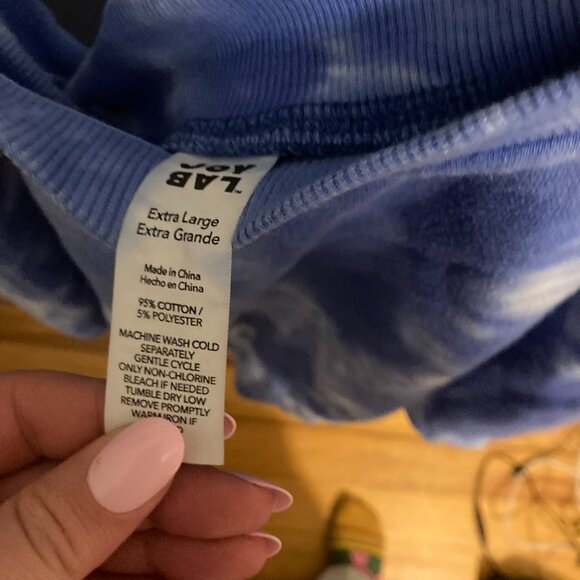 JOY
LAB™
Extra Large
Extra Grande
Made in China
Hecho en China
95% COTTON /
5% POLYESTER
MACHINE WASH COLD
SEPARATELY
GENTLE CYCLE
ONLY NON-CHLORINE
BLEACH IF NEEDED
TUMBLE DRY LOW
REMOVE PROMPTLY
WARM IRON IF